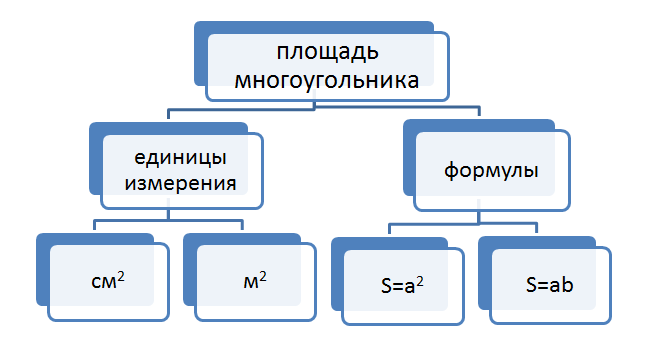 площадь
многоугольника
единицы
измерения
формулы
см²
м²
S=a²
S=ab